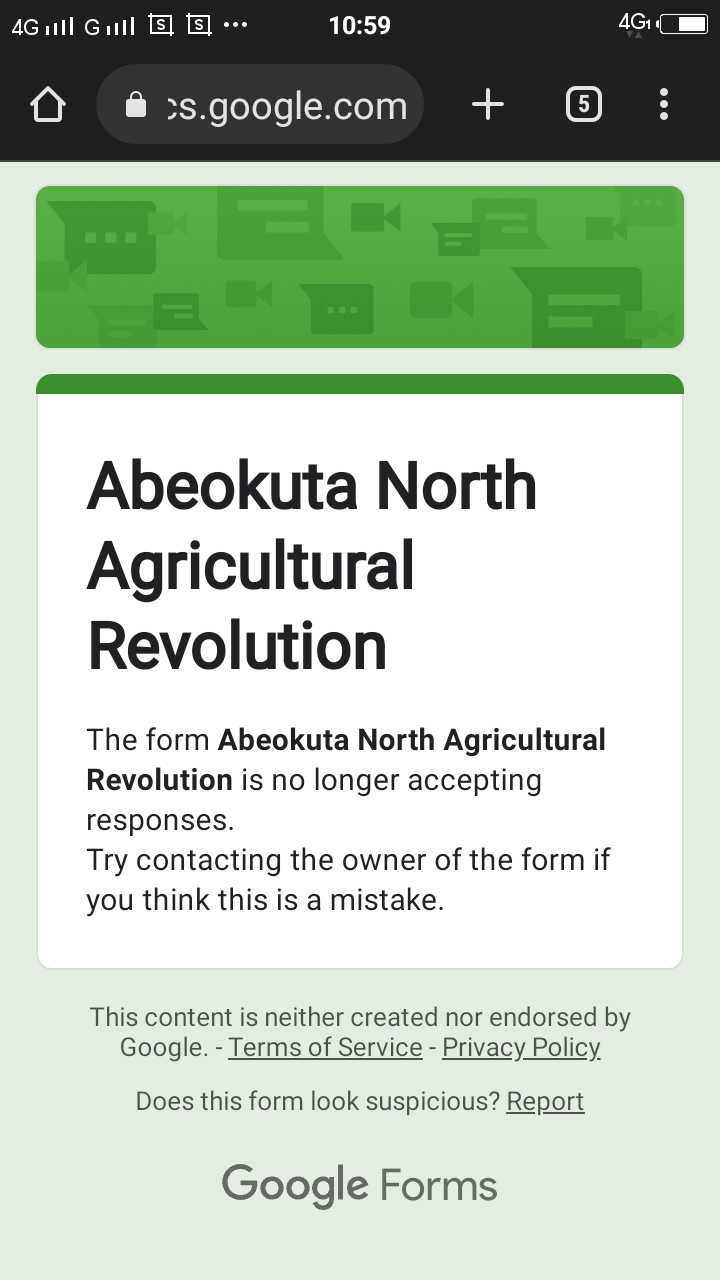 4G G S S ••• 10:59 4G
cs.google.com 5
Abeokuta North
Agricultural
Revolution
The form Abeokuta North Agricultural
Revolution is no longer accepting
responses.
Try contacting the owner of the form if
you think this is a mistake.
This content is neither created nor endorsed by
Google. - Terms of Service - Privacy Policy
Does this form look suspicious? Report
Google Forms